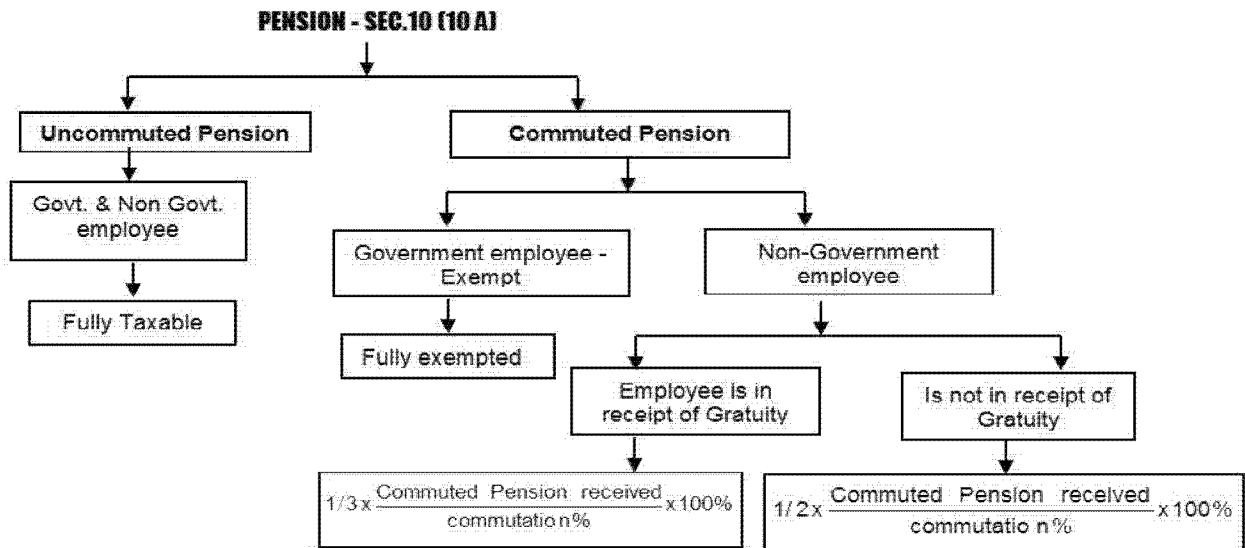 PENSION - SEC.10 (10 A)
Uncommuted Pension
Commuted Pension
Govt. & Non Govt.
employee
Government employee -
Exempt
Non-Government
employee
Fully Taxable
Fully exempted
Employee is in
receipt of Gratuity
Is not in receipt of
Gratuity
1/3 x Commuted Pension received x 100%
commutatio n%
1/ 2 x Commuted Pension received x 100%
commutatio n%